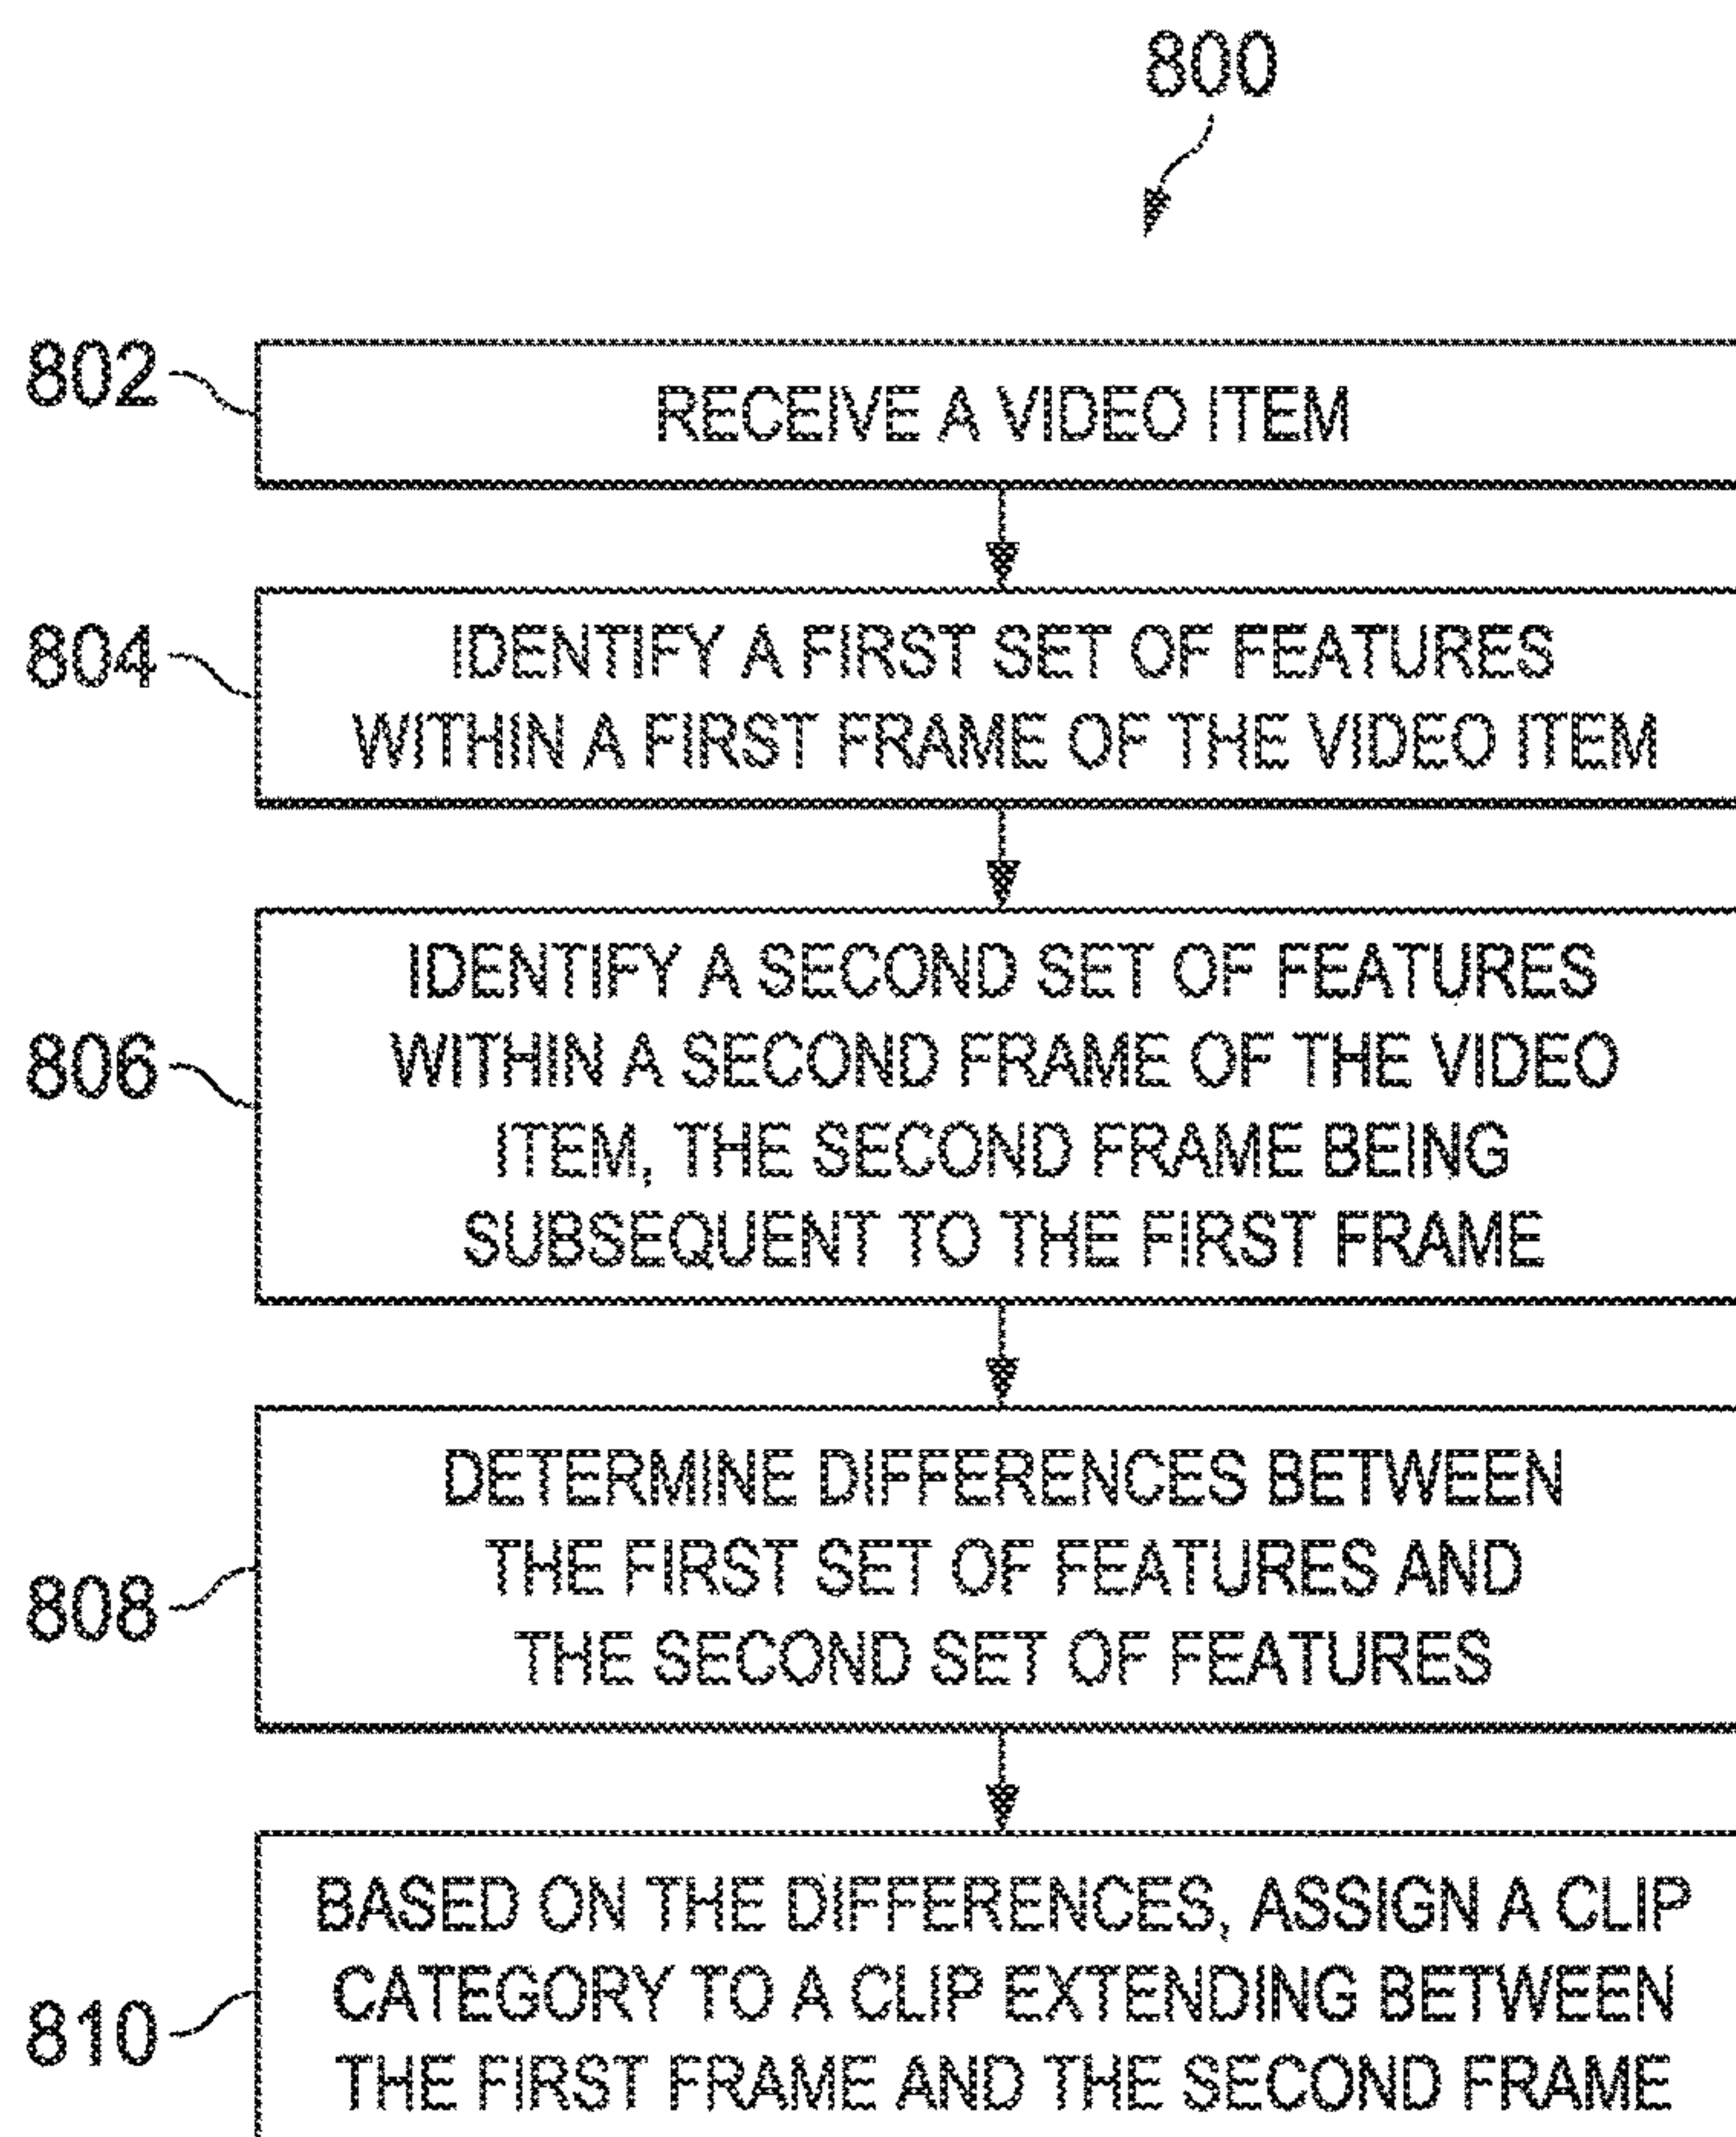 800
802
RECEIVE A VIDEO ITEM
804
IDENTIFY A FIRST SET OF FEATURES
WITHIN A FIRST FRAME OF THE VIDEO ITEM
806
IDENTIFY A SECOND SET OF FEATURES
WITHIN A SECOND FRAME OF THE VIDEO
ITEM, THE SECOND FRAME BEING
SUBSEQUENT TO THE FIRST FRAME
808
DETERMINE DIFFERENCES BETWEEN
THE FIRST SET OF FEATURES AND
THE SECOND SET OF FEATURES
810
BASED ON THE DIFFERENCES, ASSIGN A CLIP
CATEGORY TO A CLIP EXTENDING BETWEEN
THE FIRST FRAME AND THE SECOND FRAME